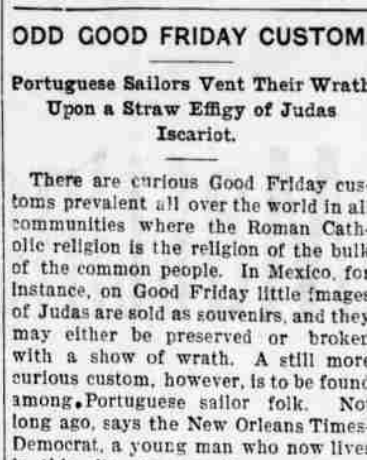 ODD GOOD FRIDAY CUSTOM
Portuguese Sailors Vent Their Wrath
Upon a Straw Effigy of Judas
Iscariot.
There are curious Good Friday cus-
toms prevalent all over the world in all
communities where the Roman Cath-
olic religion is the religion of the bulk
of the common people. In Mexico, for
instance, on Good Friday little images
of Judas are sold as souvenirs, and they
may either be preserved or broken
with a show of wrath. A still more
curious custom, however, is to be found
among Portuguese sailor folk. Not
long ago, says the New Orleans Times-
Democrat, a young man who now lives